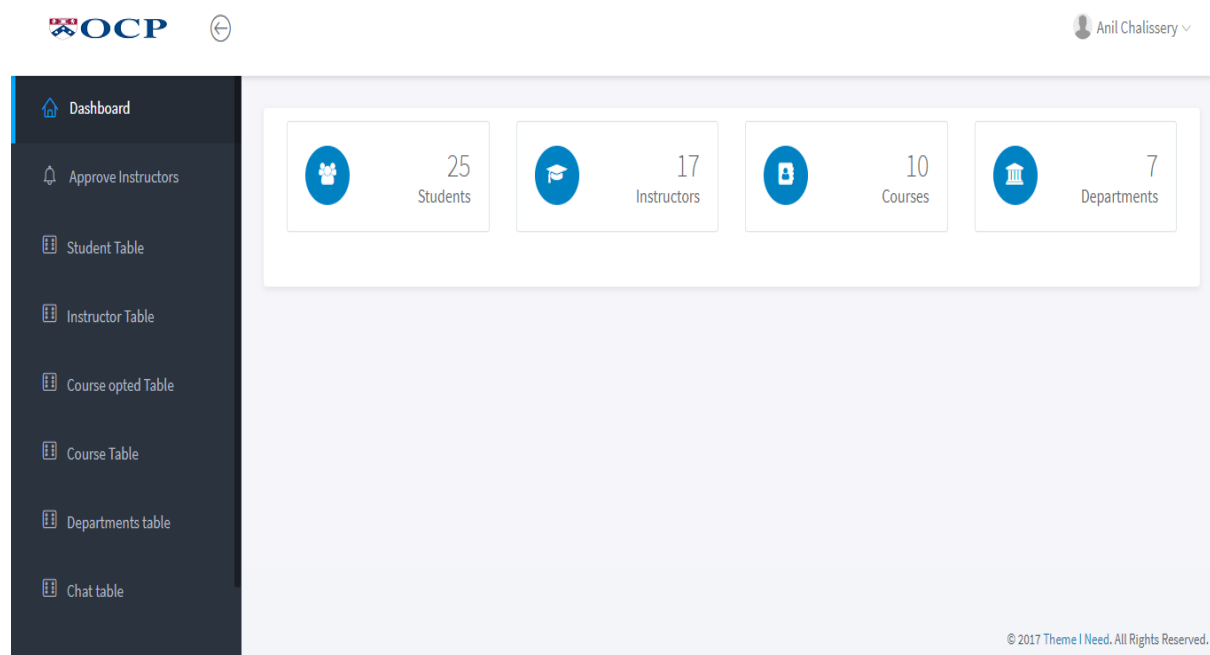 OCP
Anil Chalissery
Dashboard
Approve Instructors
Student Table
Instructor Table
Course opted Table
Course Table
Departments table
Chat table
25
Students
17
Instructors
10
Courses
7
Departments
© 2017 Theme I Need. All Rights Reserved.